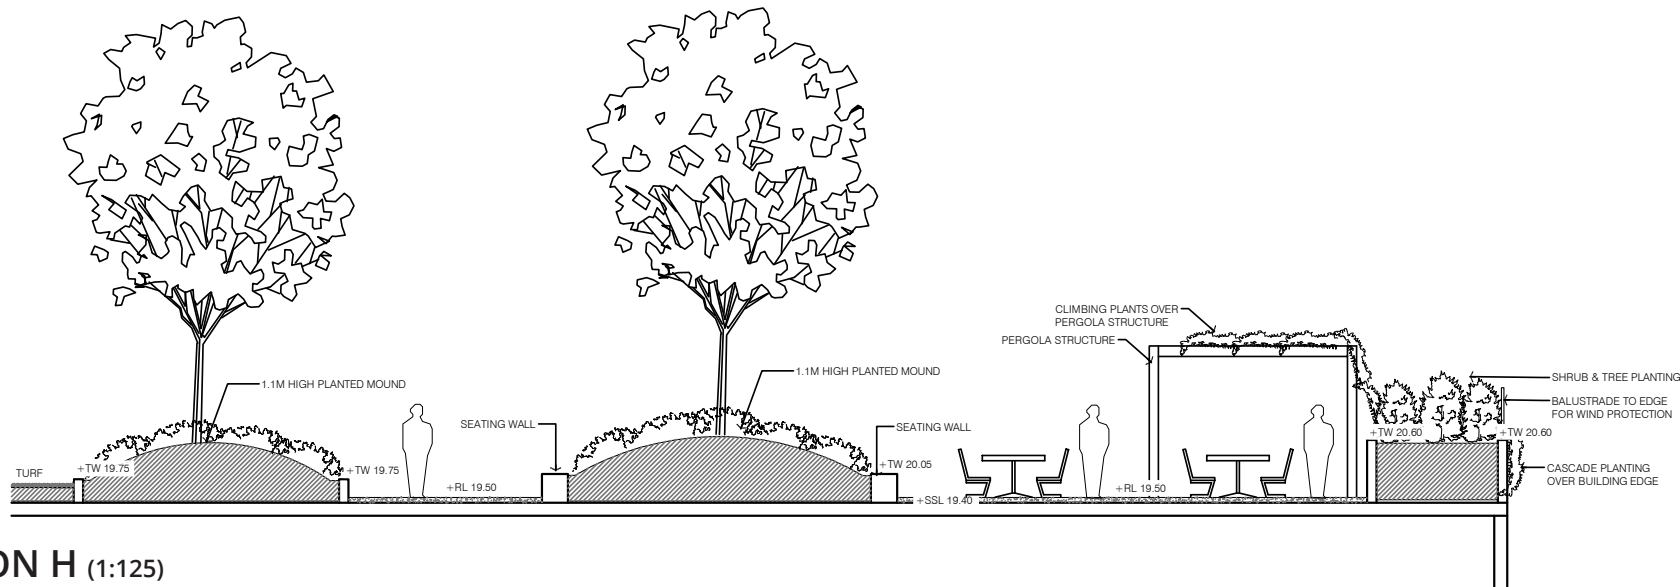 CLIMBING PLANTS OVER
PERGOLA STRUCTURE
PERGOLA STRUCTURE
1.1M HIGH PLANTED MOUND
1.1M HIGH PLANTED MOUND
SHRUB & TREE PLANTING
BALUSTRADE TO EDGE
FOR WIND PROTECTION
SEATING WALL
SEATING WALL
+TW 20.60
+TW 20.60
TURF
+TW 19.75
+TW 19.75
+TW 20.05
CASCADE PLANTING
OVER BUILDING EDGE
+RL 19.50
+RL 19.50
+SSL 19.40
ON H (1:125)